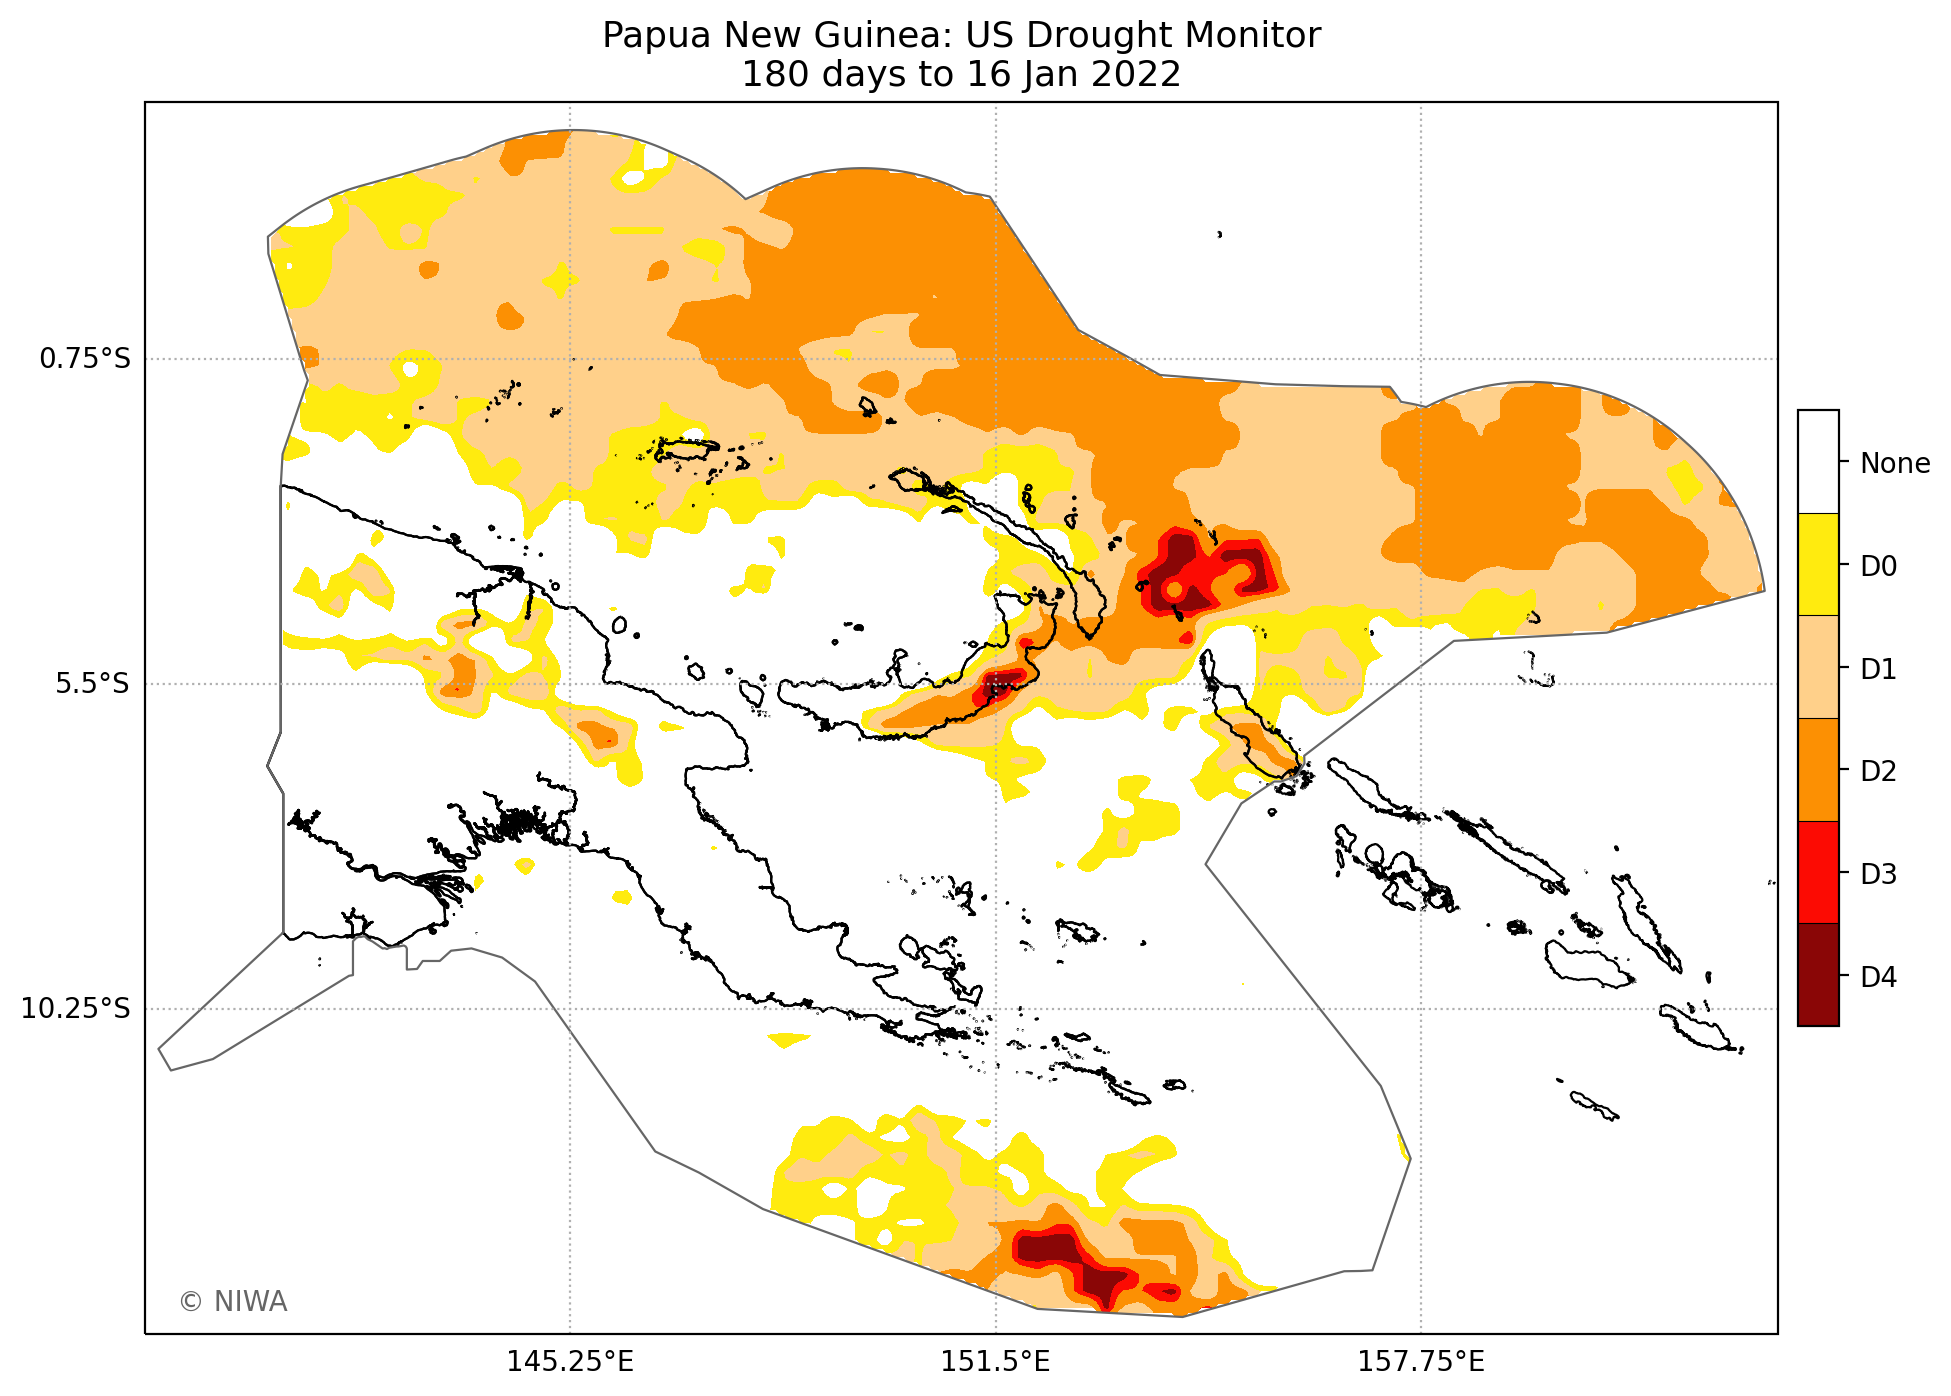 Papua New Guinea: US Drought Monitor
180 days to 16 Jan 2022
0.75°S
5.5°S
10.25°S
145.25°E
151.5°E
157.75°E
None
D0
D1
D2
D3
D4
© NIWA